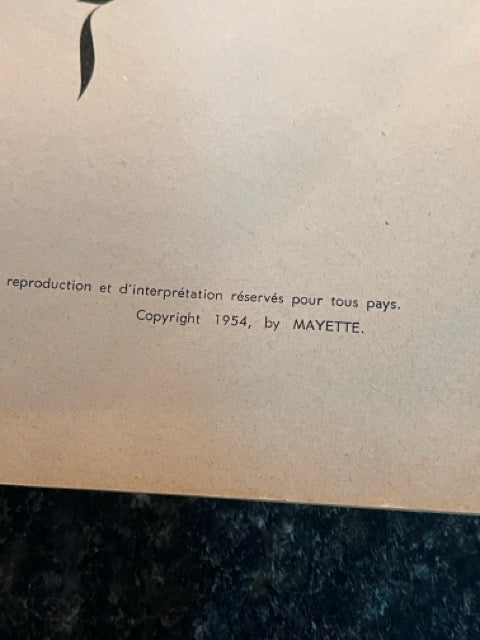 reproduction et d'interprétation réservés pour tous pays.
Copyright 1954, by MAYETTE.